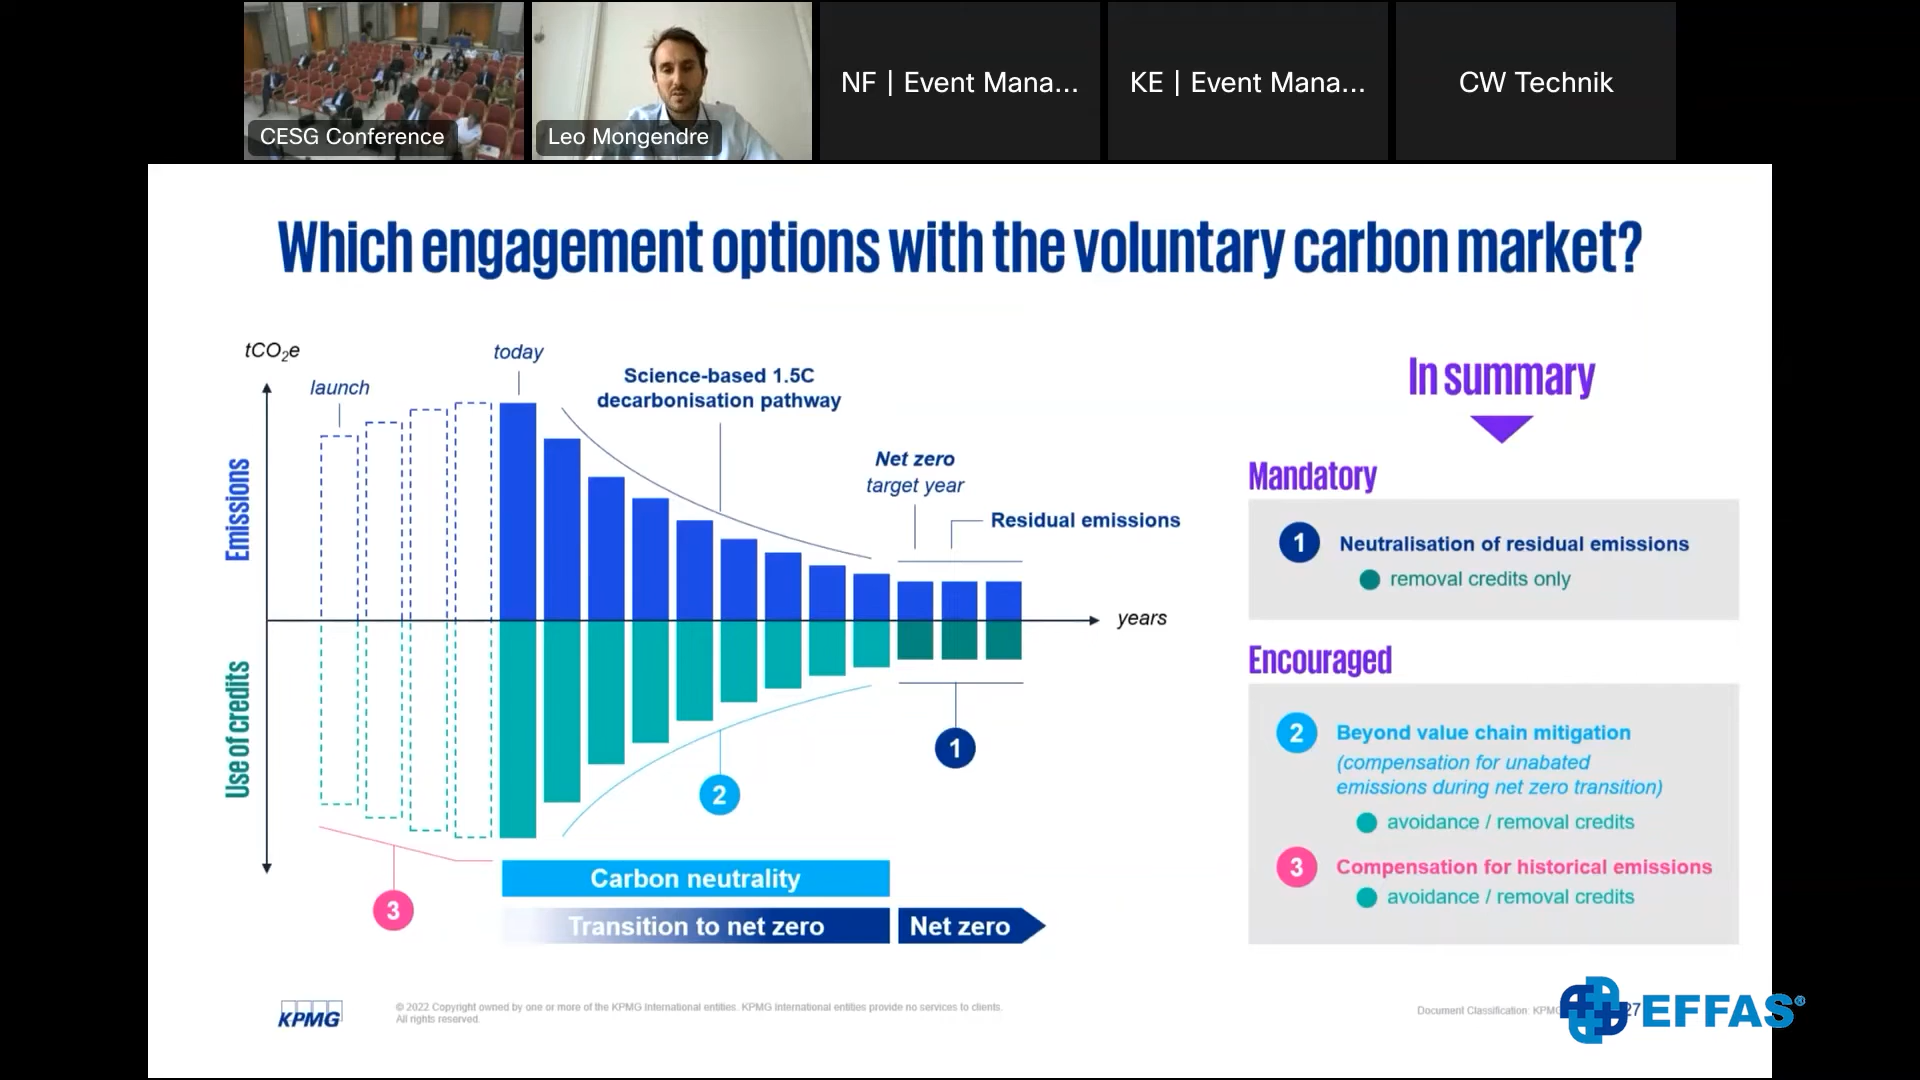 CESG Conference
Leo Mongendre
NF | Event Mana...
KE | Event Mana...
CW Technik
Which engagement options with the voluntary carbon market?
tCO₂e
launch
today
Science-based 1.5C
decarbonisation pathway
Net zero
target year
Residual emissions
Emissions
years
Use of credits
1
2
3
Carbon neutrality
Transition to net zero
Net zero
In summary
Mandatory
1 Neutralisation of residual emissions
removal credits only
Encouraged
2 Beyond value chain mitigation
(compensation for unabated
emissions during net zero transition)
avoidance / removal credits
3 Compensation for historical emissions
avoidance / removal credits
KPMG
© 2022 Copyright owned by one or more of the KPMG International entities. KPMG International entities provide no services to clients.
All rights reserved.
Document Classification: KPMG
27
EFFAS®